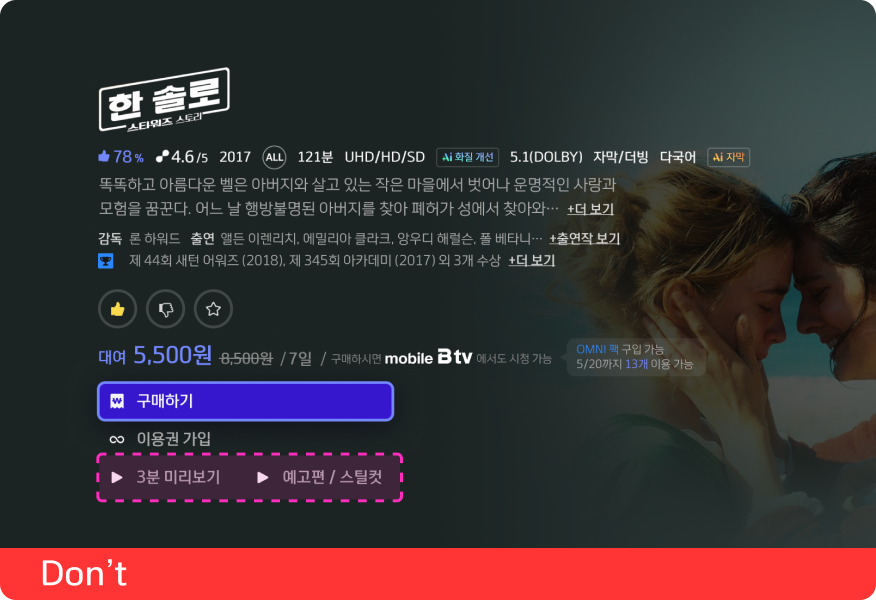 한 솔로
스타워즈 스토리
78% 4.6/5 2017 ALL 121분 UHD/HD/SD Ai 화질 개선 5.1(DOLBY) 자막/더빙 다국어 Ai 자막
똑똑하고 아름다운 벨은 아버지와 살고 있는 작은 마을에서 벗어나 운명적인 사랑과
모험을 꿈꾼다. 어느 날 행방불명된 아버지를 찾아 폐허가 성에서 찾아와… +더 보기
감독 론 하워드 출연 앨든 이렌리치, 에밀리아 클라크, 앙우디 해럴슨, 폴 베타니… +출연작 보기
제 44회 새턴 어워즈 (2018), 제 345회 아카데미 (2017) 외 3개 수상 +더 보기
대여 5,500원 8,500원 / 7일 / 구매하시면 mobile B tv 에서도 시청 가능
OMNI 팩 구입 가능
5/20까지 13개 이용 가능
구매하기
이용권 가입
3분 미리보기 예고편 / 스틸컷
Don't